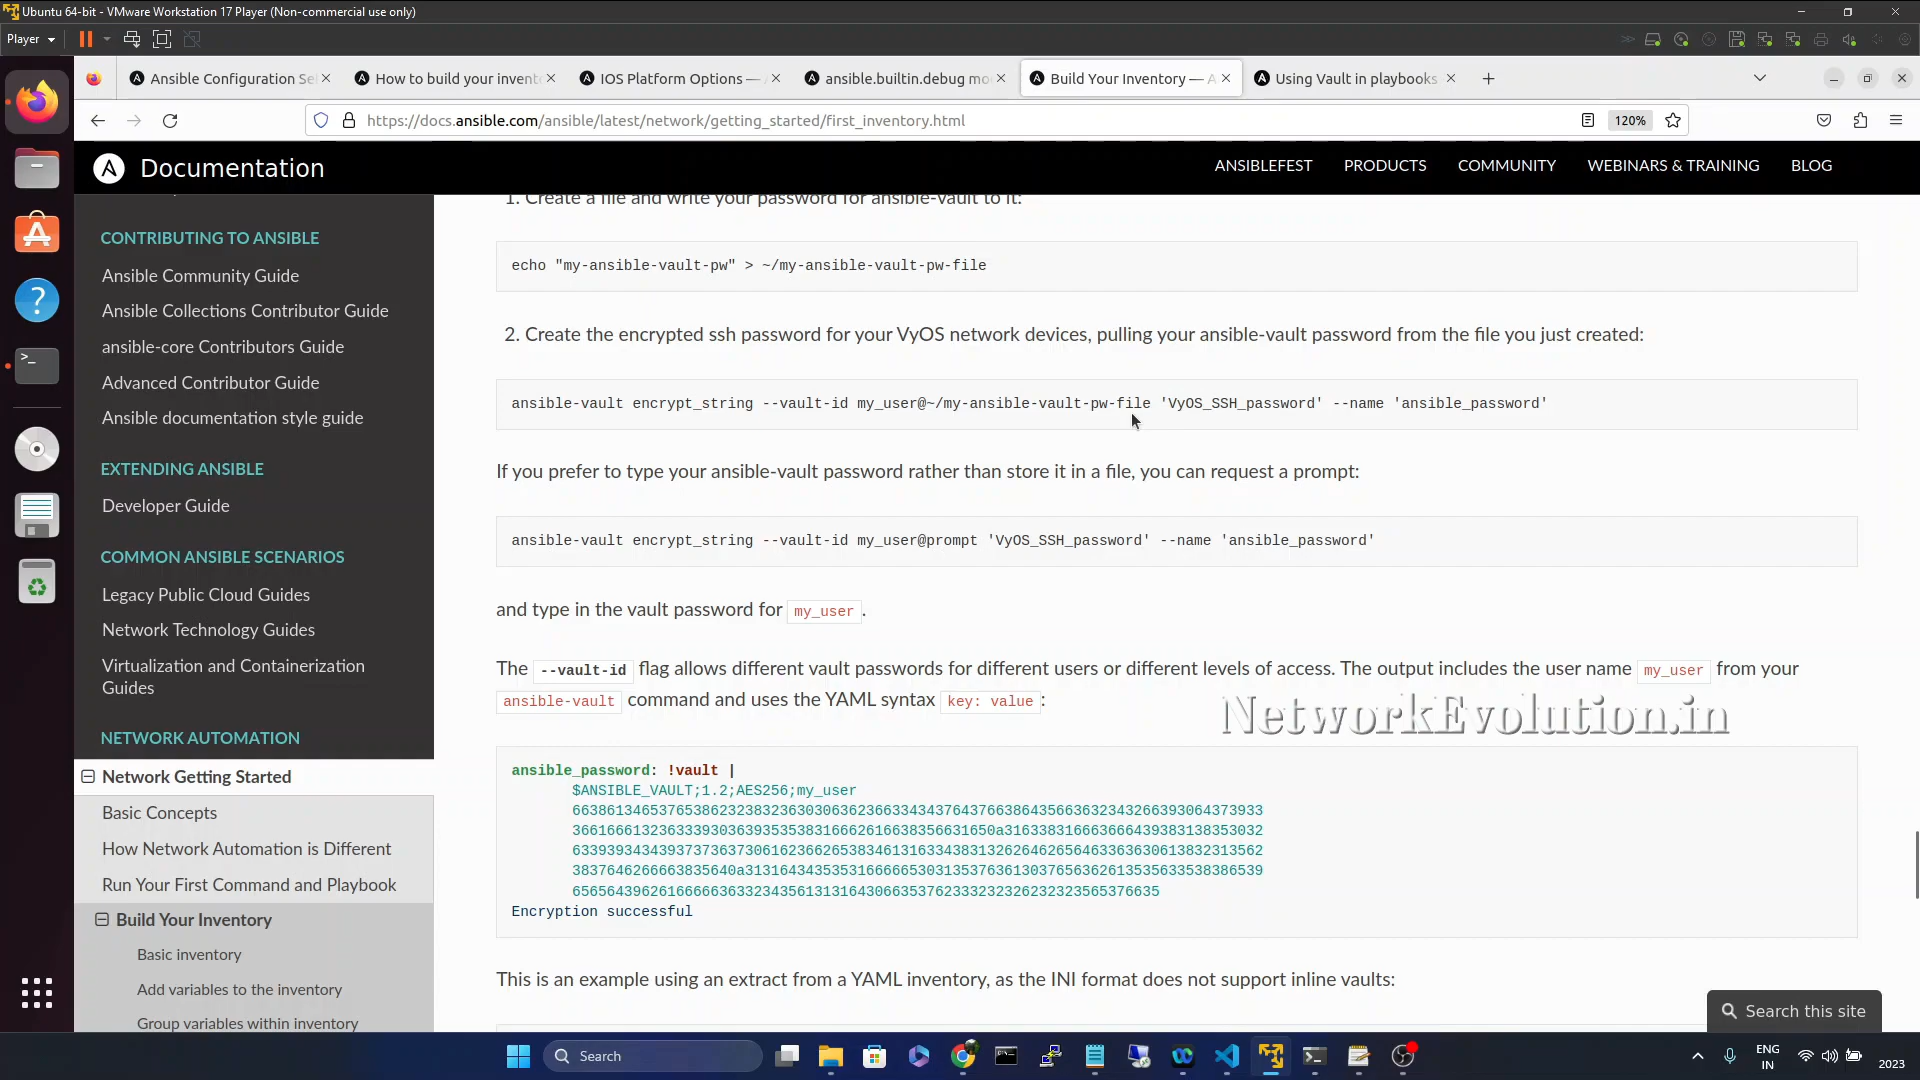 Ubuntu 64-bit - VMware Workstation 17 Player (Non-commercial use only)
Player
Ansible Configuration Se
How to build your invent
IOS Platform Options — A
ansible.builtin.debug mo
Build Your Inventory — A
Using Vault in playbooks
https://docs.ansible.com/ansible/latest/network/getting_started/first_inventory.html
120%
Documentation
ANSIBLEFEST PRODUCTS COMMUNITY WEBINARS & TRAINING BLOG
CONTRIBUTING TO ANSIBLE
Ansible Community Guide
Ansible Collections Contributor Guide
ansible-core Contributors Guide
Advanced Contributor Guide
Ansible documentation style guide
EXTENDING ANSIBLE
Developer Guide
COMMON ANSIBLE SCENARIOS
Legacy Public Cloud Guides
Network Technology Guides
Virtualization and Containerization
Guides
NETWORK AUTOMATION
Network Getting Started
Basic Concepts
How Network Automation is Different
Run Your First Command and Playbook
Build Your Inventory
Basic inventory
Add variables to the inventory
Group variables within inventory
1. Create a file and write your password for ansible-vault to it:
echo "my-ansible-vault-pw" > ~/my-ansible-vault-pw-file
2. Create the encrypted ssh password for your VyOS network devices, pulling your ansible-vault password from the file you just created:
ansible-vault encrypt_string --vault-id my_user@~/my-ansible-vault-pw-file 'VyOS_SSH_password' --name 'ansible_password'
If you prefer to type your ansible-vault password rather than store it in a file, you can request a prompt:
ansible-vault encrypt_string --vault-id my_user@prompt 'VyOS_SSH_password' --name 'ansible_password'
and type in the vault password for my_user.
The --vault-id flag allows different vault passwords for different users or different levels of access. The output includes the user name my_user from your
ansible-vault command and uses the YAML syntax key: value:
NetworkEvolution.in
ansible_password: !vault |
$ANSIBLE_VAULT;1.2;AES256;my_user
Encryption successful
This is an example using an extract from a YAML inventory, as the INI format does not support inline vaults:
Search this site
Search
ENG
IN
2023